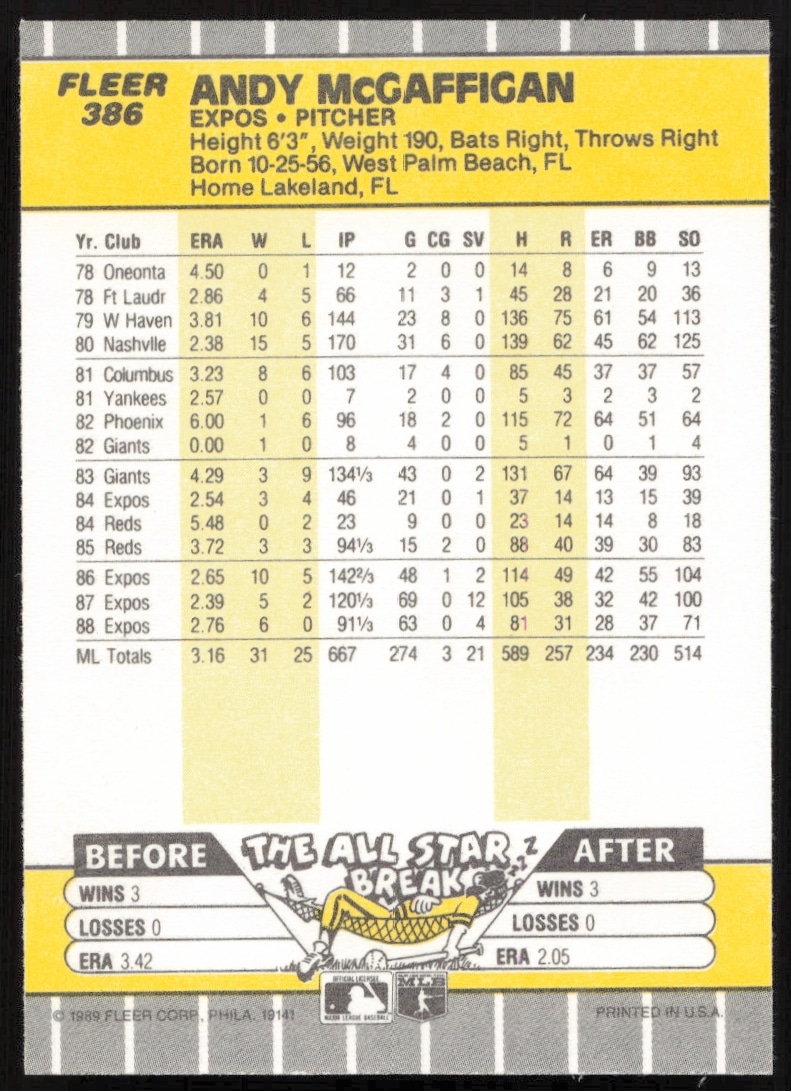 FLEER
386
ANDY McGAFFIGAN
EXPOS • PITCHER
Height 6'3", Weight 190, Bats Right, Throws Right
Born 10-25-56, West Palm Beach, FL
Home Lakeland, FL
Yr. Club ERA W L IP G CG SV H R ER BB SO
78 Oneonta 4.50 0 1 12 2 0 0 14 8 6 9 13
78 Ft Laudr 2.86 4 5 66 11 3 1 45 28 21 20 36
79 W Haven 3.81 10 6 144 23 8 0 136 75 61 54 113
80 Nashvlle 2.38 15 5 170 31 6 0 139 62 45 62 125
81 Columbus 3.23 8 6 103 17 4 0 85 45 37 37 57
81 Yankees 2.57 0 0 7 2 0 0 5 3 2 3 2
82 Phoenix 6.00 1 6 96 18 2 0 115 72 64 51 64
82 Giants 0.00 1 0 8 4 0 0 5 1 0 1 4
83 Giants 4.29 3 9 134⅓ 43 0 2 131 67 64 39 93
84 Expos 2.54 3 4 46 21 0 1 37 14 13 15 39
84 Reds 5.48 0 2 23 9 0 0 23 14 14 8 18
85 Reds 3.72 3 3 94⅓ 15 2 0 88 40 39 30 83
86 Expos 2.65 10 5 142⅔ 48 1 2 114 49 42 55 104
87 Expos 2.39 5 2 120⅓ 69 0 12 105 38 32 42 100
88 Expos 2.76 6 0 91⅓ 63 0 4 81 31 28 37 71
ML Totals 3.16 31 25 667 274 3 21 589 257 234 230 514
BEFORE
THE ALL STAR
BREAK
ZZZZ
AFTER
WINS 3
LOSSES 0
ERA 3.42
WINS 3
LOSSES 0
ERA 2.05
OFFICIAL LICENSEE
MAJOR LEAGUE BASEBALL
MLB
© 1989 FLEER CORP., PHILA. 19141
PRINTED IN U.S.A.